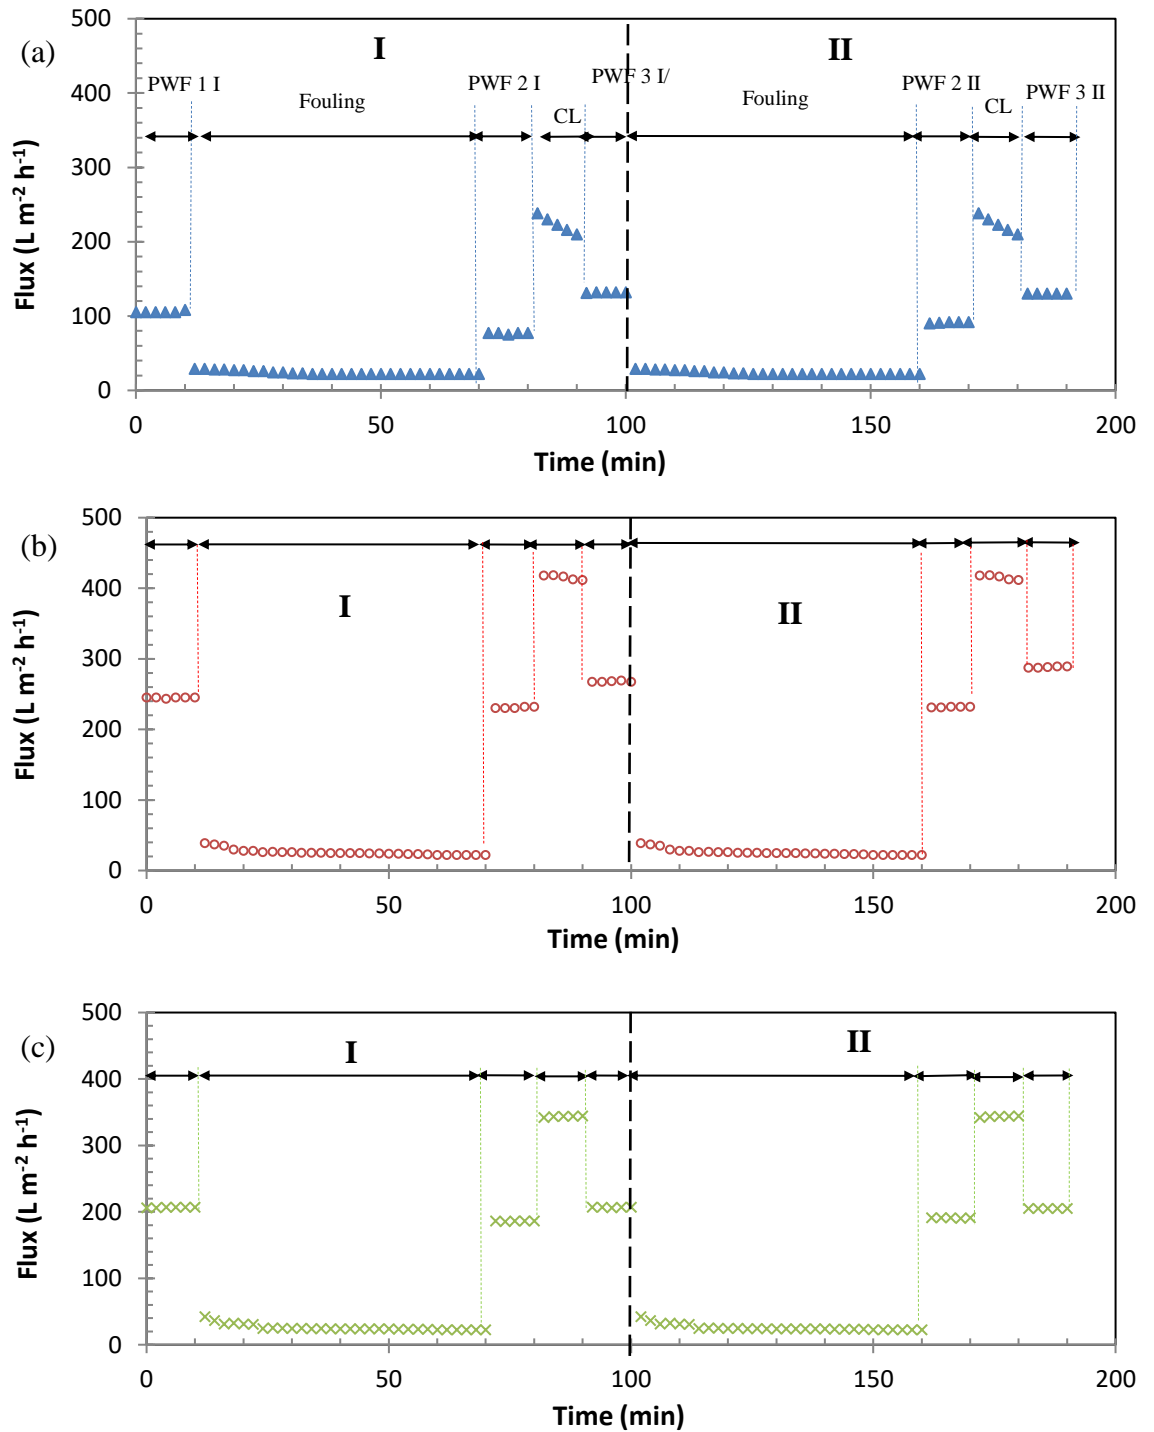 (a)
I
II
PWF 1 I
Fouling
PWF 2 I
CL
PWF 3 I/
Fouling
PWF 2 II
CL
PWF 3 II
Flux (L m-2 h-1)
500
400
300
200
100
0
0 50 100 150 200
Time (min)
(b)
I
II
Flux (L m-2 h-1)
500
400
300
200
100
0
0 50 100 150 200
Time (min)
(c)
I
II
Flux (L m-2 h-1)
500
400
300
200
100
0
0 50 100 150 200
Time (min)